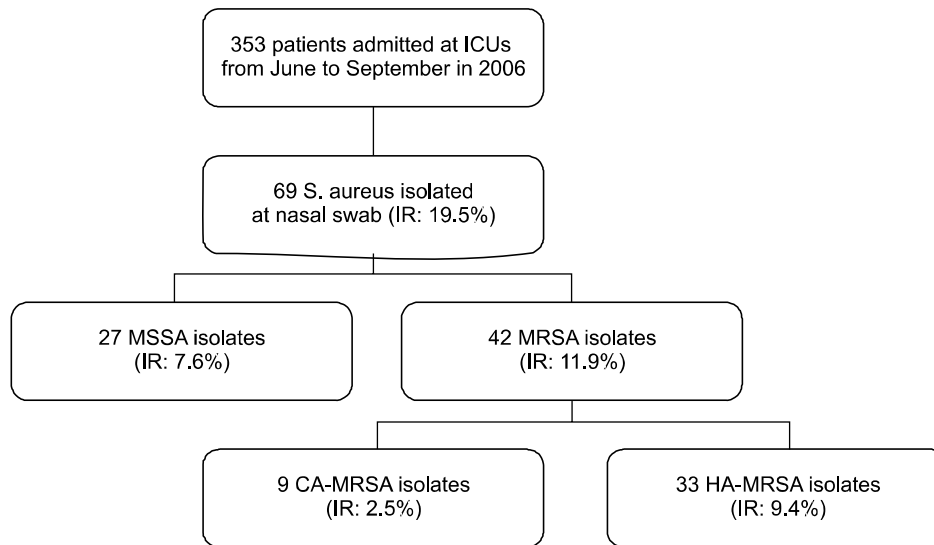 353 patients admitted at ICUs
from June to September in 2006
69 S. aureus isolated
at nasal swab (IR: 19.5%)
27 MSSA isolates
(IR: 7.6%)
42 MRSA isolates
(IR: 11.9%)
9 CA-MRSA isolates
(IR: 2.5%)
33 HA-MRSA isolates
(IR: 9.4%)